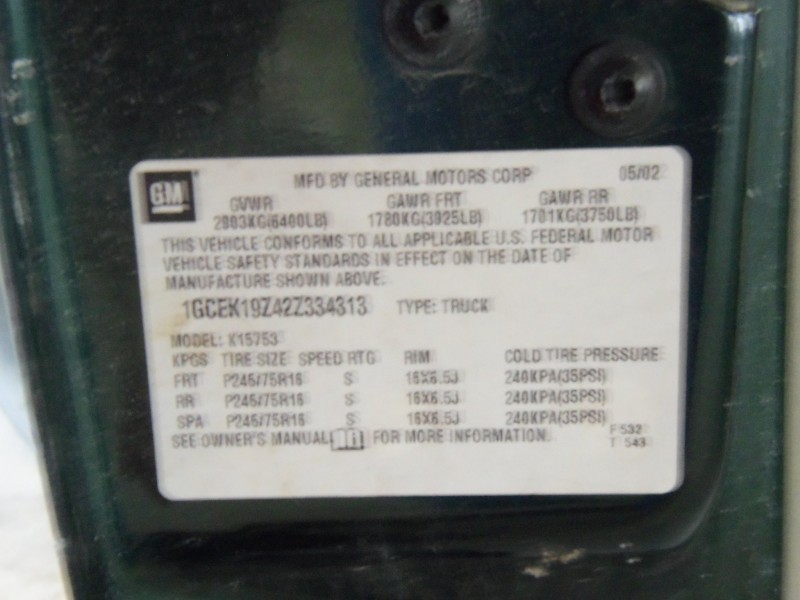 GM
MFD BY GENERAL MOTORS CORP 05/02
GVWR GAWR FRT GAWR RR
2903KG(6400LB) 1780KG(3925LB) 1701KG(3750LB)
THIS VEHICLE CONFORMS TO ALL APPLICABLE U.S. FEDERAL MOTOR
VEHICLE SAFETY STANDARDS IN EFFECT ON THE DATE OF
MANUFACTURE SHOWN ABOVE.
1GCEK19Z42Z334313 TYPE: TRUCK
MODEL: K15753
KPOS TIRE SIZE SPEED RTG RIM COLD TIRE PRESSURE
FRT P245/75R16 S 16X6.5J 240KPA(35PSI)
RR P245/75R16 S 16X6.5J 240KPA(35PSI)
SPA P245/75R16 S 16X6.5J 240KPA(35PSI)
SEE OWNER'S MANUAL FOR MORE INFORMATION. F 532
T 543